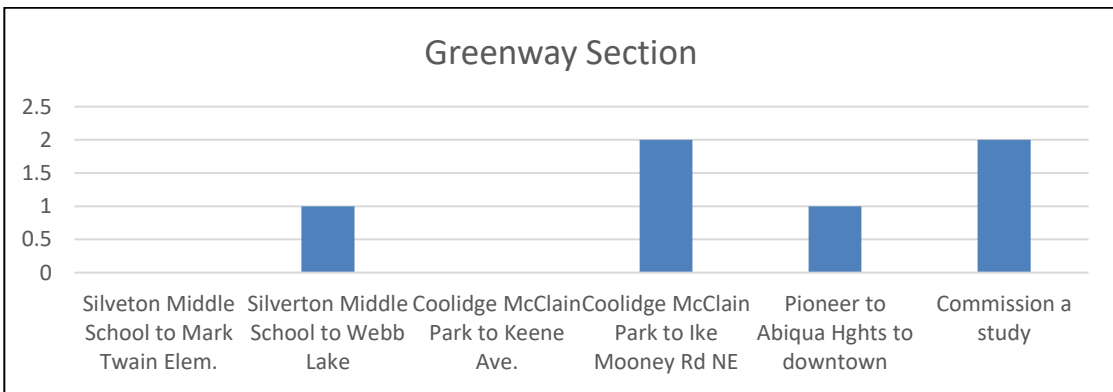 Greenway Section
2.5
2
1.5
1
0.5
0
Silveton Middle
School to Mark
Twain Elem.
Silverton Middle
School to Webb
Lake
Coolidge McClain
Park to Keene
Ave.
Coolidge McClain
Park to Ike
Mooney Rd NE
Pioneer to
Abiqua Hghts to
downtown
Commission a
study